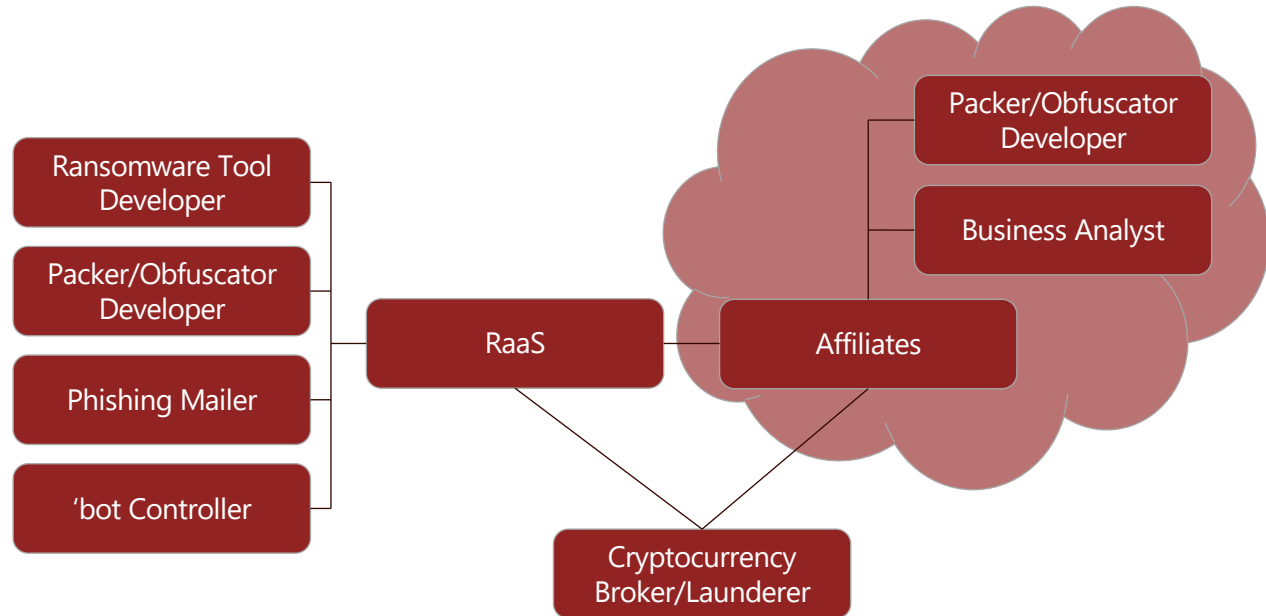 Ransomware Tool
Developer
Packer/Obfuscator
Developer
Phishing Mailer
‘bot Controller
RaaS
Affiliates
Packer/Obfuscator
Developer
Business Analyst
Cryptocurrency
Broker/Launderer